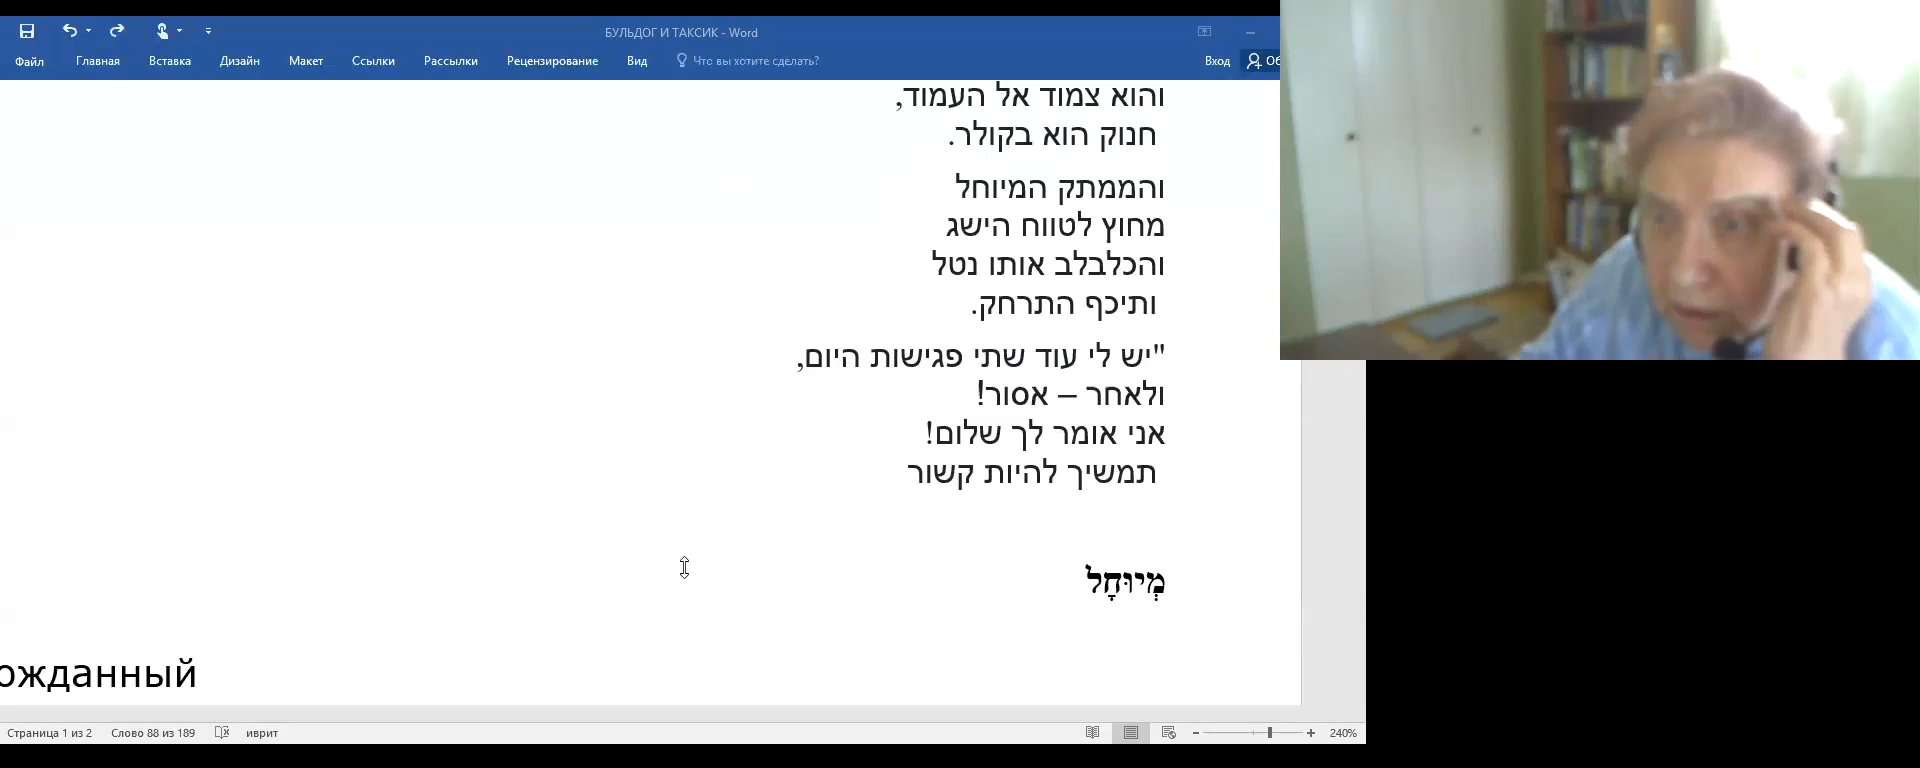 БУЛЬДОГ И ТАКСИК - Word
Файл Главная Вставка Дизайн Макет Ссылки Рассылки Рецензирование Вид Что вы хотите сделать? Вход Об
והוא צמוד אל העמוד,
חנוק הוא בקולר.
והממתק המיוחל
מחוץ לטווח הישג
והכלבלב אותו נטל
ותיכף התרחק.
"יש לי עוד שתי פגישות היום,
ולאחר – אסור!
אני אומר לך שלום!
תמשיך להיות קשור
מְיוּחָל
ожданный
Страница 1 из 2 Слово 88 из 189 иврит 240%